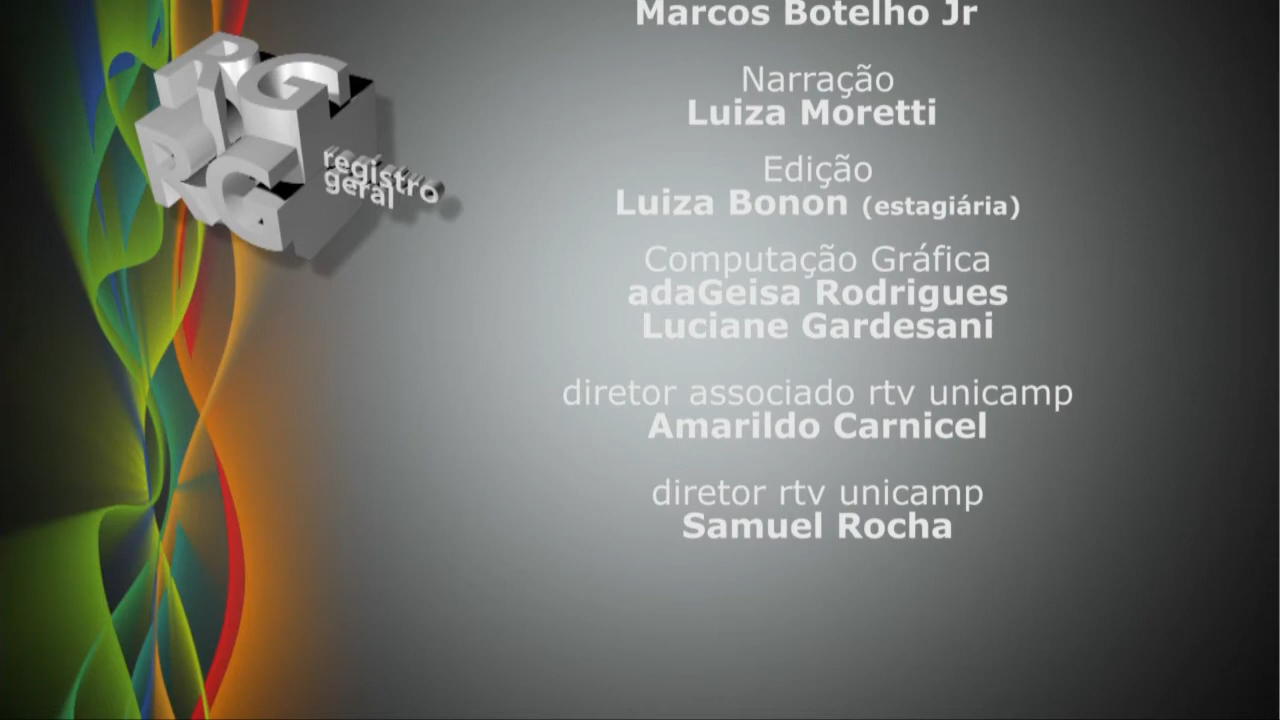 Marcos Botelho Jr
Narração
Luiza Moretti
Edição
Luiza Bonon (estagiária)
Computação Gráfica
adaGeisa Rodrigues
Luciane Gardesani
diretor associado rtv unicamp
Amarildo Carnicel
diretor rtv unicamp
Samuel Rocha
RG
RG
registro
geral